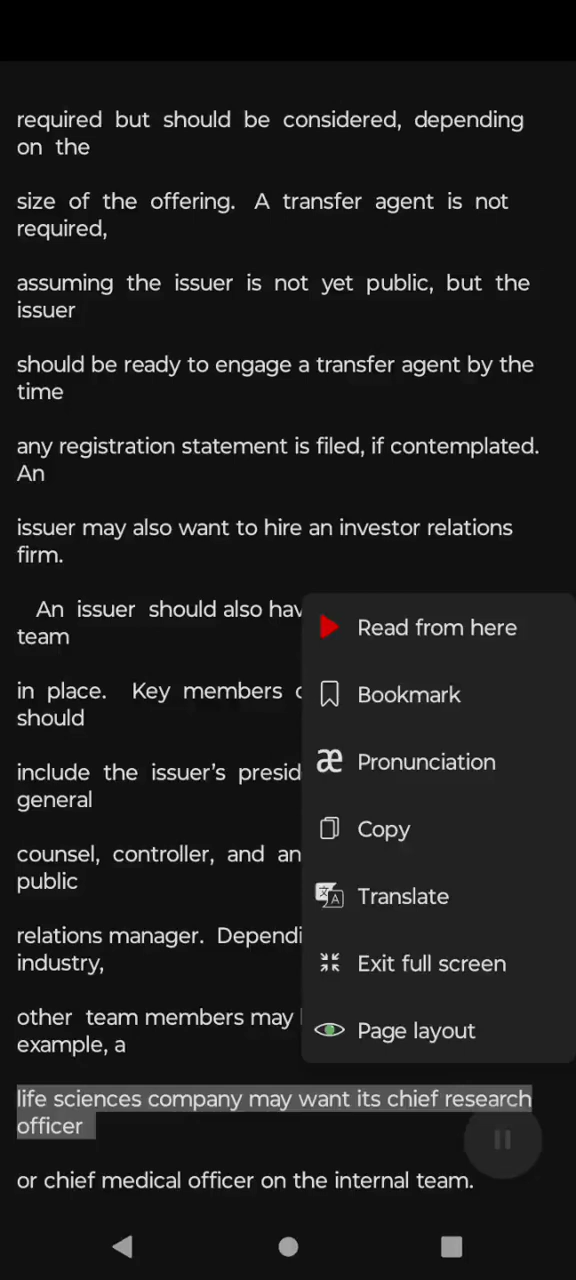 required but should be considered, depending
on the
size of the offering. A transfer agent is not
required,
assuming the issuer is not yet public, but the
issuer
should be ready to engage a transfer agent by the
time
any registration statement is filed, if contemplated.
An
issuer may also want to hire an investor relations
firm.
An issuer should also hav
team
in place. Key members
should
include the issuer's presid
general
counsel, controller, and an
public
relations manager. Dependi
industry,
other team members may
example, a
life sciences company may want its chief research
officer
or chief medical officer on the internal team.
Read from here
Bookmark
æ Pronunciation
Copy
Translate
Exit full screen
Page layout